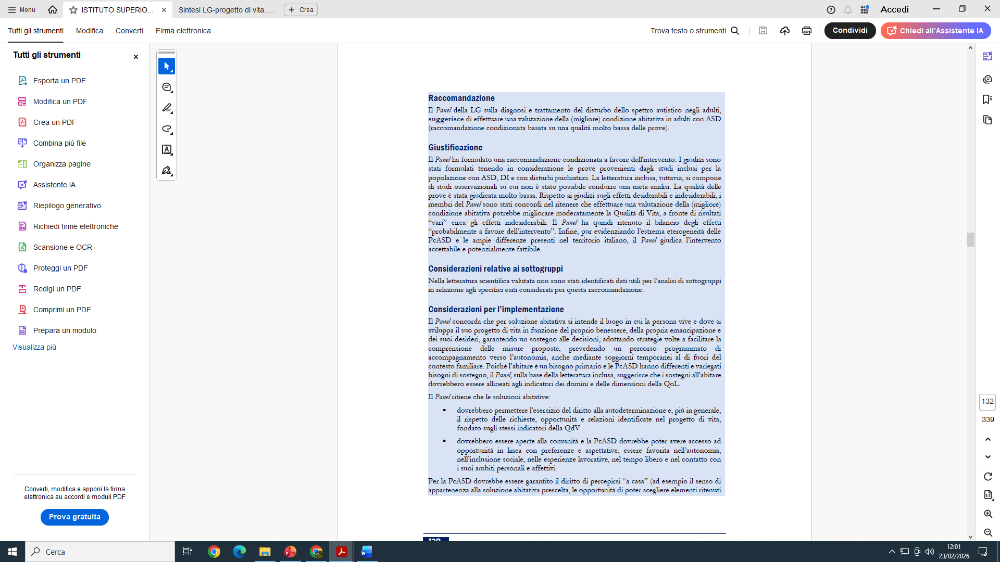 Menu
ISTITUTO SUPERIO...
Sintesi LG-progetto di vita.....
Crea
Accedi
Tutti gli strumenti
Modifica
Converti
Firma elettronica
Trova testo o strumenti
Condividi
Chiedi all'Assistente IA
Tutti gli strumenti
Esporta un PDF
Modifica un PDF
Crea un PDF
Combina più file
Organizza pagine
Assistente IA
Riepilogo generativo
Richiedi firme elettroniche
Scansione e OCR
Proteggi un PDF
Redigi un PDF
Comprimi un PDF
Prepara un modulo
Visualizza più
Converti, modifica e apponi la firma
elettronica su accordi e moduli PDF
Prova gratuita
Raccomandazione
Il Panel della LG sulla diagnosi e trattamento del disturbo dello spettro autistico negli adulti,
suggerisce di effettuare una valutazione della (migliore) condizione abitativa in adulti con ASD
(raccomandazione condizionata basata su una qualità molto bassa delle prove).
Giustificazione
Il Panel ha formulato una raccomandazione condizionata a favore dell'intervento. I giudizi sono
stati formulati tenendo in considerazione le prove provenienti dagli studi inclusi per la
popolazione con ASD, DI e con disturbi psichiatrici. La letteratura inclusa, tuttavia, si compone
di studi osservazionali su cui non è stato possibile condurre una meta-analisi. La qualità delle
prove è stata giudicata molto bassa. Rispetto ai giudizi sugli effetti desiderabili e indesiderabili, i
membri del Panel sono stati concordi nel ritenere che effettuare una valutazione della (migliore)
condizione abitativa potrebbe migliorare moderatamente la Qualità di Vita, a fronte di risultati
“vari” circa gli effetti indesiderabili. Il Panel ha quindi ritenuto il bilancio degli effetti
“probabilmente a favore dell’intervento”. Infine, pur evidenziando l’estrema eterogeneità delle
PcASD e le ampie differenze presenti nel territorio italiano, il Panel giudica l’intervento
accettabile e potenzialmente fattibile.
Considerazioni relative ai sottogruppi
Nella letteratura scientifica valutata non sono stati identificati dati utili per l’analisi di sottogruppi
in relazione agli specifici esiti considerati per questa raccomandazione.
Considerazioni per l’implementazione
Il Panel concorda che per soluzione abitativa si intende il luogo in cui la persona vive e dove si
sviluppa il suo progetto di vita in funzione del proprio benessere, della propria emancipazione e
dei suoi desideri, garantendo un sostegno alle decisioni, adottando strategie volte a facilitare la
comprensione delle misure proposte, prevedendo un percorso programmato di
accompagnamento verso l’autonomia, anche mediante soggiorni temporanei al di fuori del
contesto familiare. Poiché l’abitare è un bisogno primario e le PcASD hanno differenti e variegati
bisogni di sostegno, il Panel, sulla base della letteratura inclusa, suggerisce che i sostegni all’abitare
dovrebbero essere allineati agli indicatori dei domini e delle dimensioni della QoL.
Il Panel ritiene che le soluzioni abitative:
▪ dovrebbero permettere l’esercizio del diritto alla autodeterminazione e, più in generale,
il rispetto delle richieste, opportunità e relazioni identificate nel progetto di vita,
fondato sugli stessi indicatori della QdV
▪ dovrebbero essere aperte alla comunità e la PcASD dovrebbe poter avere accesso ad
opportunità in linea con preferenze e aspettative, essere favorita nell’autonomia,
nell’inclusione sociale, nelle esperienze lavorative, nel tempo libero e nel contatto con
i suoi ambiti personali e affettivi
Per la PcASD dovrebbe essere garantito il diritto di percepirsi “a casa” (ad esempio il senso di
appartenenza alla soluzione abitativa prescelta, le opportunità di poter scegliere elementi ritenuti
132
339
Cerca
12:01
23/02/2026